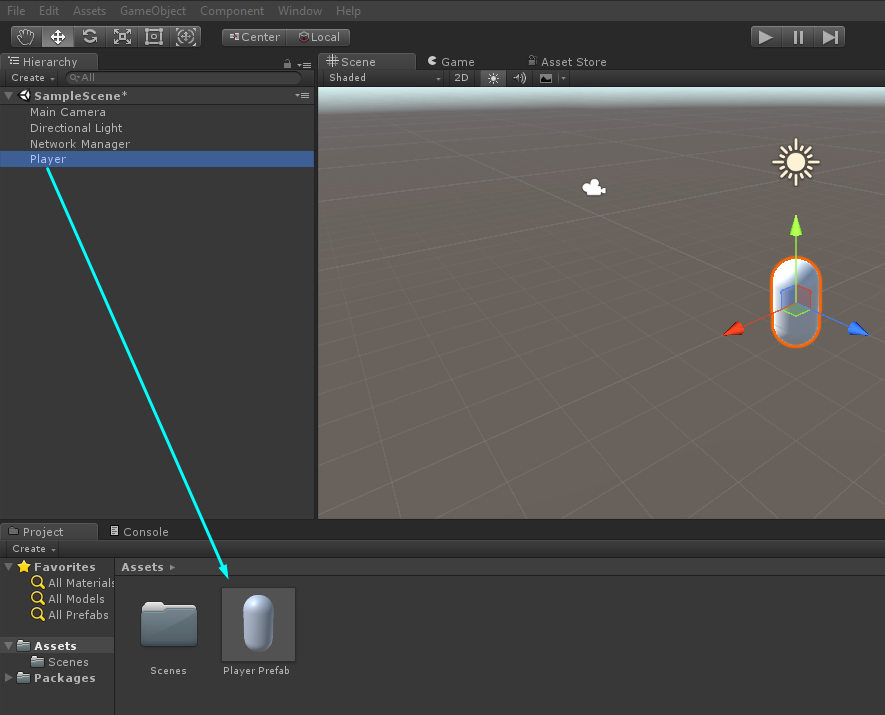 File Edit Assets GameObject Component Window Help
Center Local
Hierarchy
Create All
SampleScene*
Main Camera
Directional Light
Network Manager
Player
Scene Game Asset Store
Shaded 2D
Project Console
Create
Favorites
All Materials
All Models
All Prefabs
Assets
Scenes
Packages
Assets
Scenes Player Prefab